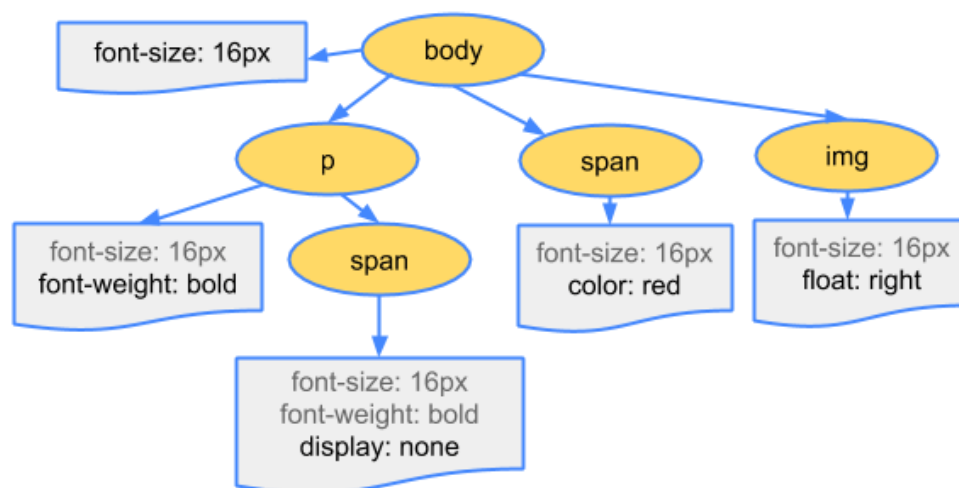 font-size: 16px
body
p
span
img
font-size: 16px
font-weight: bold
span
font-size: 16px
color: red
font-size: 16px
float: right
font-size: 16px
font-weight: bold
display: none